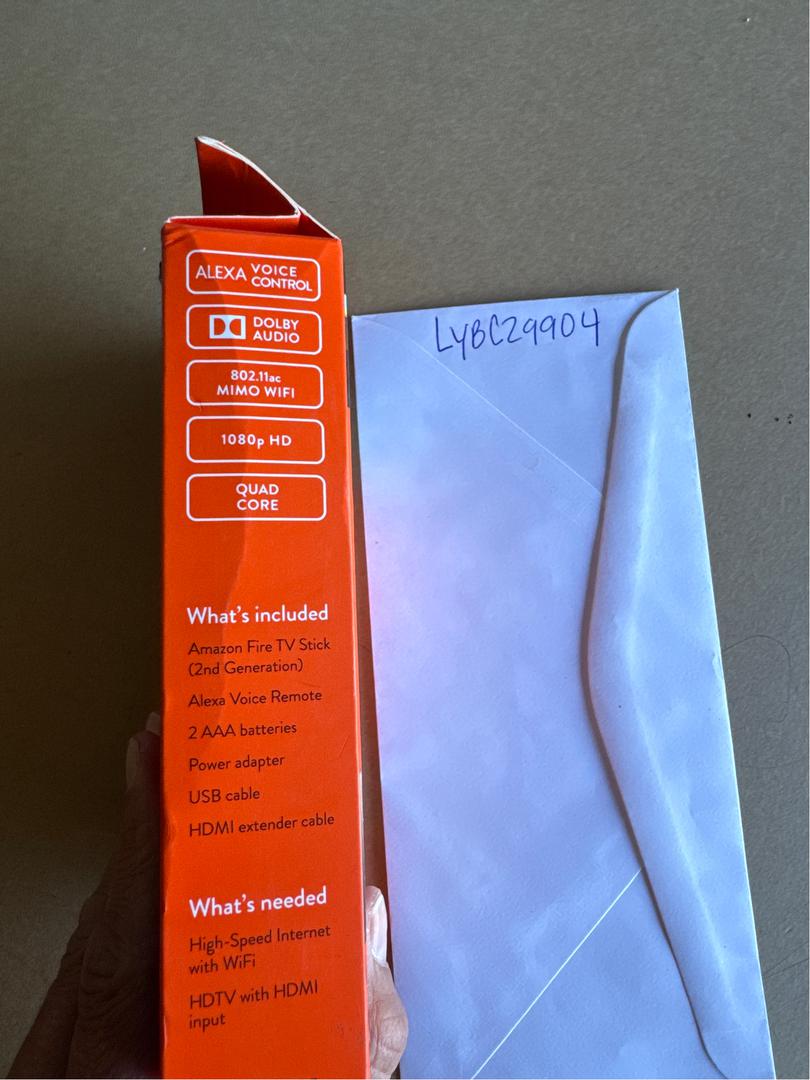 ALEXA VOICE
CONTROL
DOLBY
AUDIO
802.11ac
MIMO WIFI
1080p HD
QUAD
CORE
What's included
Amazon Fire TV Stick
(2nd Generation)
Alexa Voice Remote
2 AAA batteries
Power adapter
USB cable
HDMI extender cable
What's needed
High-Speed Internet
with WiFi
HDTV with HDMI
input
LYBC29904